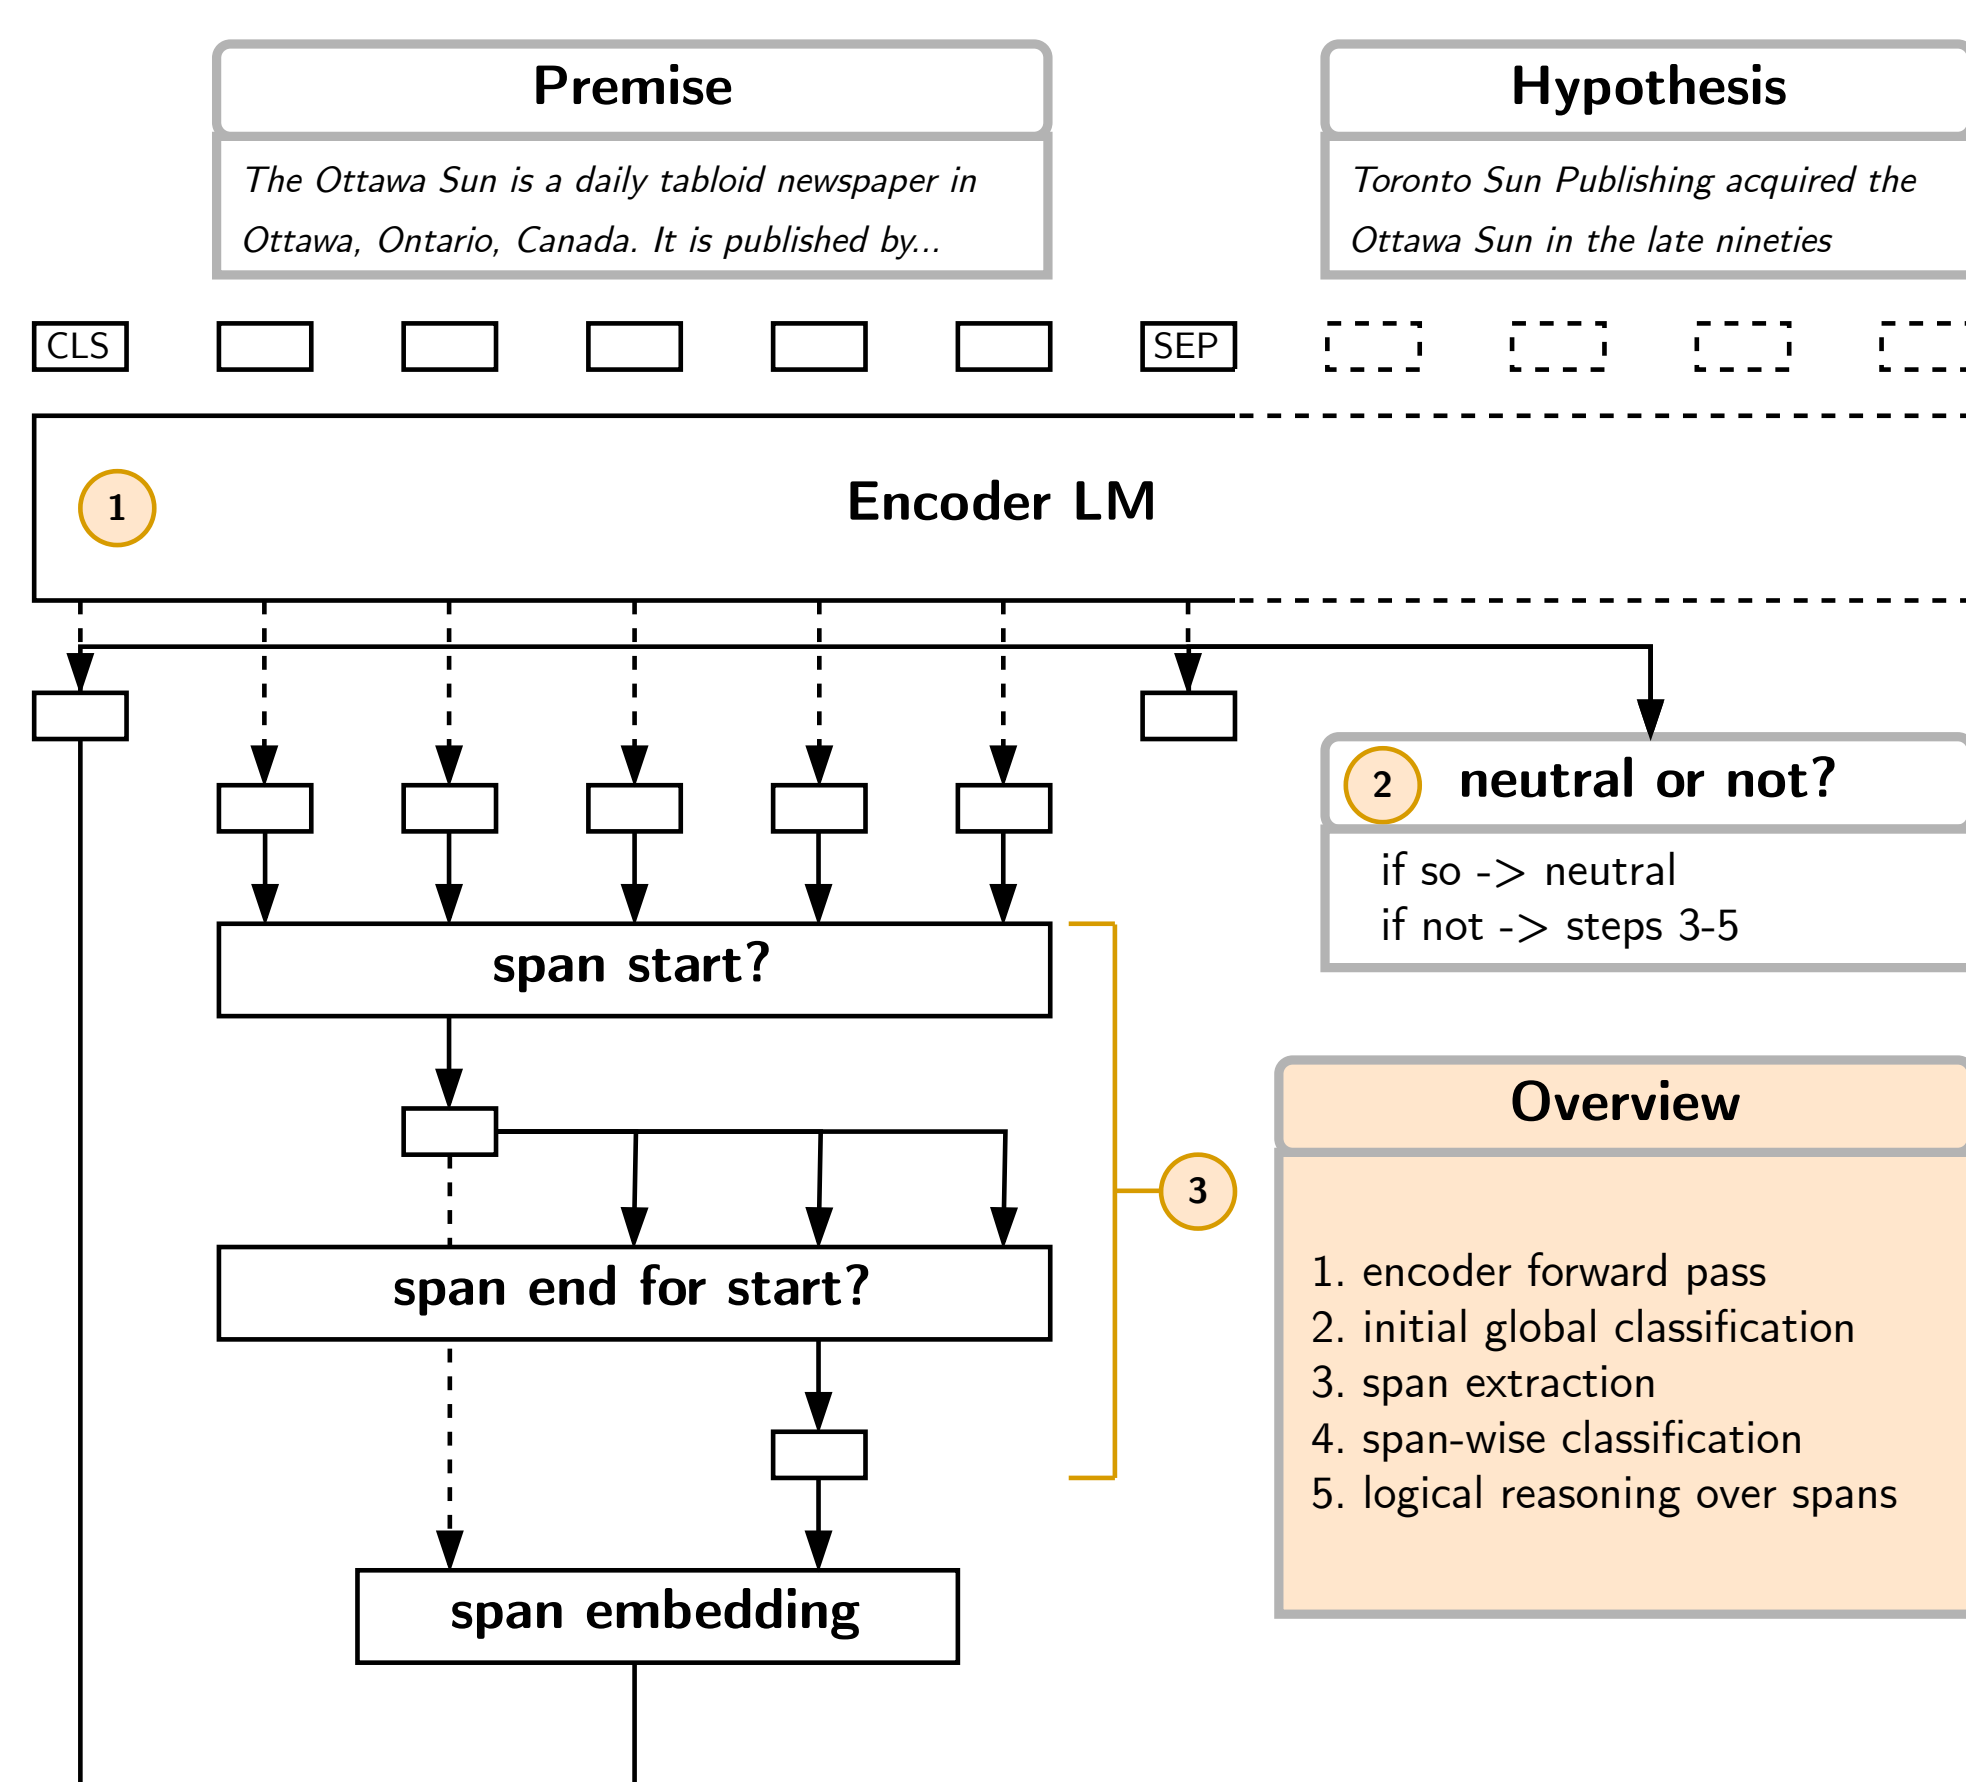 Premise
The Ottawa Sun is a daily tabloid newspaper in
Ottawa, Ontario, Canada. It is published by...
Hypothesis
Toronto Sun Publishing acquired the
Ottawa Sun in the late nineties
CLS
SEP
1
Encoder LM
2
neutral or not?
if so -> neutral
if not -> steps 3-5
span start?
3
span end for start?
span embedding
Overview
1. encoder forward pass
2. initial global classification
3. span extraction
4. span-wise classification
5. logical reasoning over spans